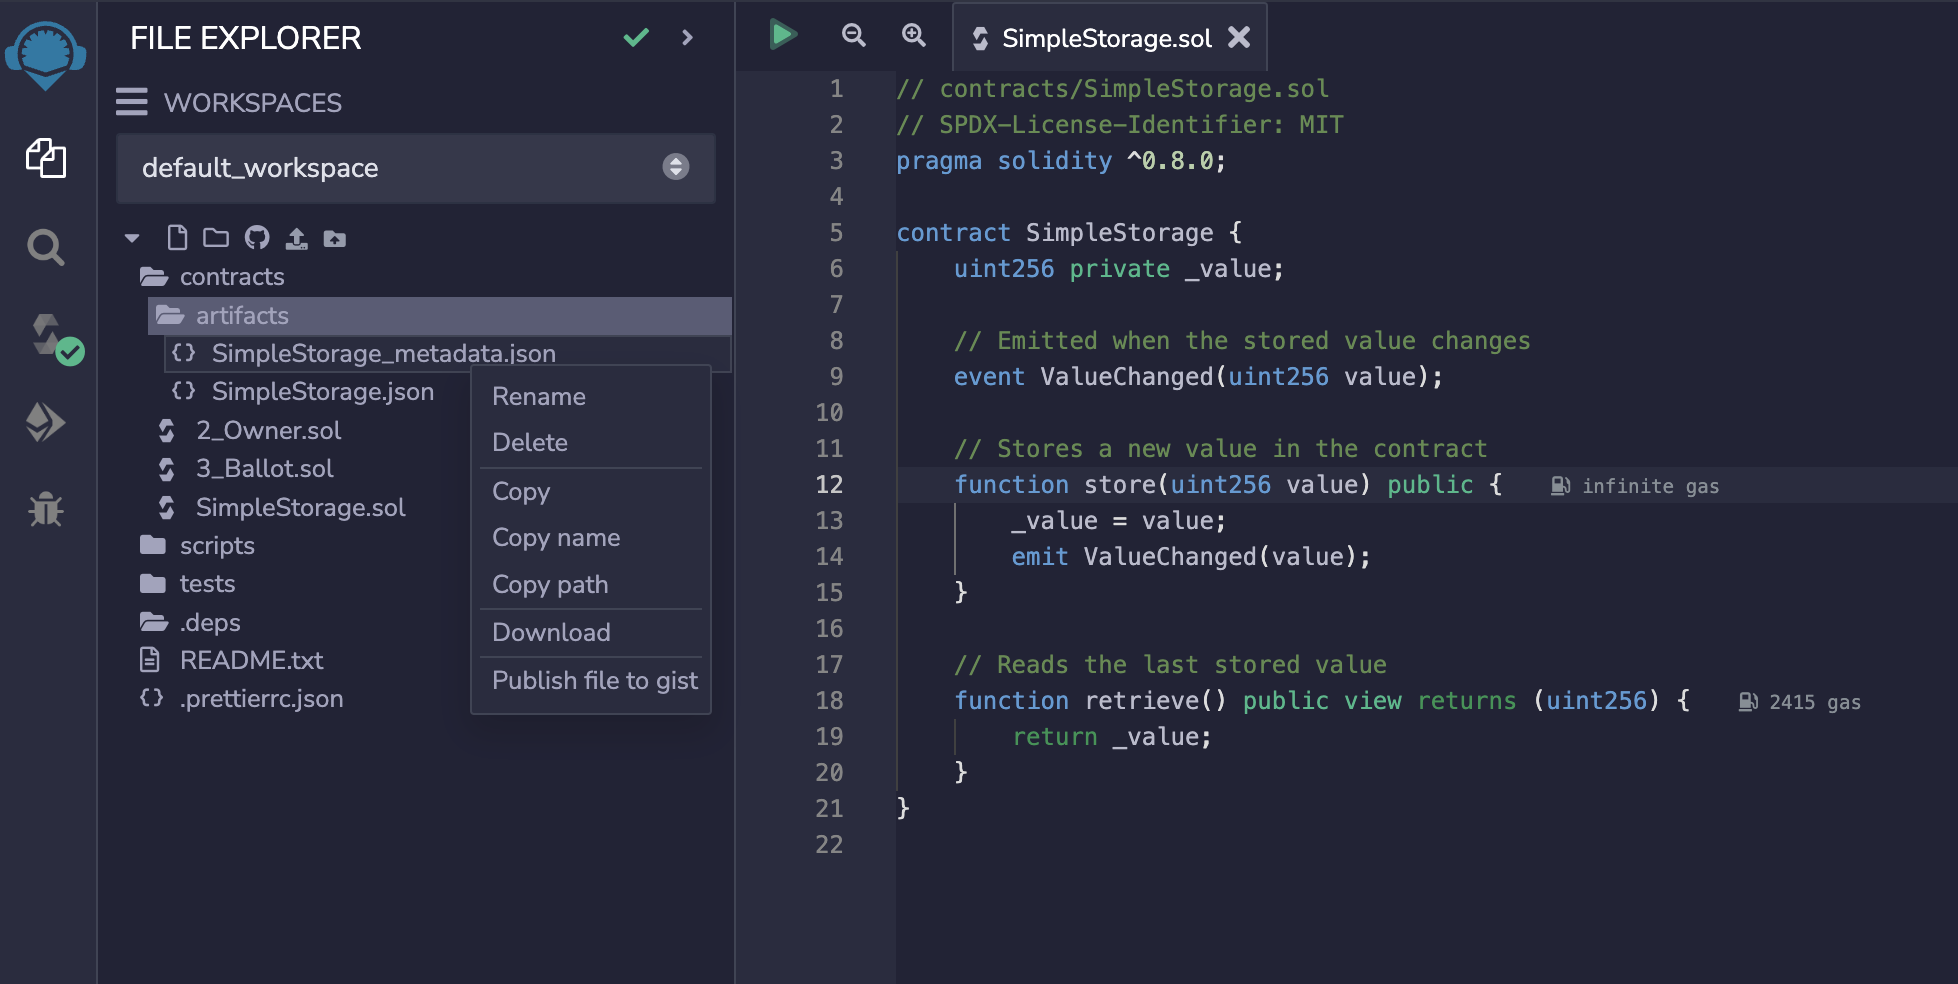 FILE EXPLORER
WORKSPACES
default_workspace
contracts
artifacts
SimpleStorage_metadata.json
SimpleStorage.json
2_Owner.sol
3_Ballot.sol
SimpleStorage.sol
scripts
tests
.deps
README.txt
.prettierrc.json
Rename
Delete
Copy
Copy name
Copy path
Download
Publish file to gist
SimpleStorage.sol
1 // contracts/SimpleStorage.sol
2 // SPDX-License-Identifier: MIT
3 pragma solidity ^0.8.0;
4
5 contract SimpleStorage {
6     uint256 private _value;
7
8     // Emitted when the stored value changes
9     event ValueChanged(uint256 value);
10
11     // Stores a new value in the contract
12     function store(uint256 value) public { infinite gas
13         _value = value;
14         emit ValueChanged(value);
15     }
16
17     // Reads the last stored value
18     function retrieve() public view returns (uint256) { 2415 gas
19         return _value;
20     }
21 }
22